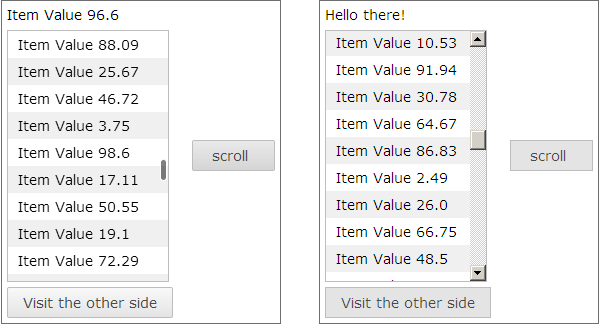 Item Value 96.6
Item Value 88.09
Item Value 25.67
Item Value 46.72
Item Value 3.75
Item Value 98.6
Item Value 17.11
Item Value 50.55
Item Value 19.1
Item Value 72.29
scroll
Visit the other side
Hello there!
Item Value 10.53
Item Value 91.94
Item Value 30.78
Item Value 64.67
Item Value 86.83
Item Value 2.49
Item Value 26.0
Item Value 66.75
Item Value 48.5
scroll
Visit the other side